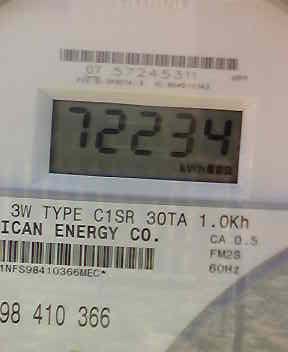 07 57245311
72234
kWh
3W TYPE C1SR 30TA 1.0Kh
ICAN ENERGY CO.
CA 0.5
FM2S
1NFS98410366MEC*
60Hz
98 410 366